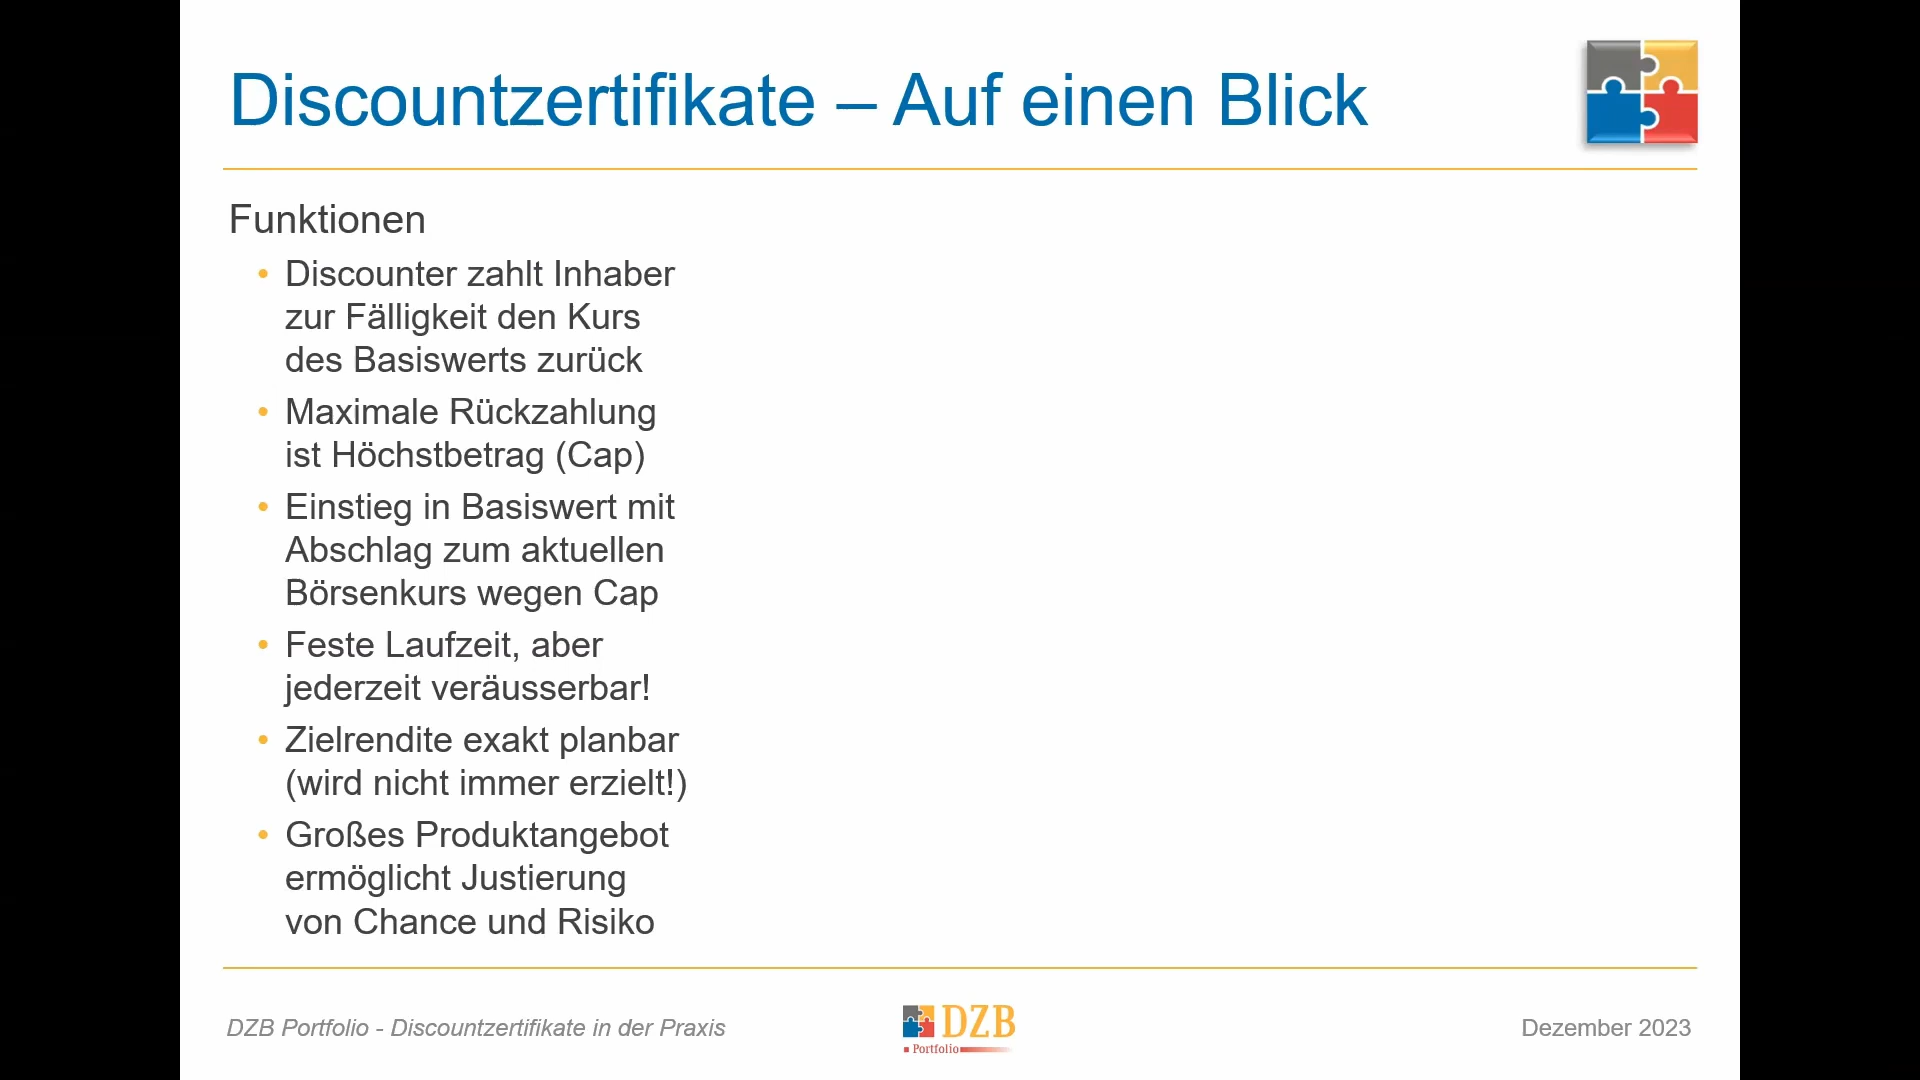 Discountzertifikate – Auf einen Blick
Funktionen
• Discounter zahlt Inhaber
zur Fälligkeit den Kurs
des Basiswerts zurück
• Maximale Rückzahlung
ist Höchstbetrag (Cap)
• Einstieg in Basiswert mit
Abschlag zum aktuellen
Börsenkurs wegen Cap
• Feste Laufzeit, aber
jederzeit veräusserbar!
• Zielrendite exakt planbar
(wird nicht immer erzielt!)
• Großes Produktangebot
ermöglicht Justierung
von Chance und Risiko
DZB Portfolio - Discountzertifikate in der Praxis
DZB
Portfolio
Dezember 2023